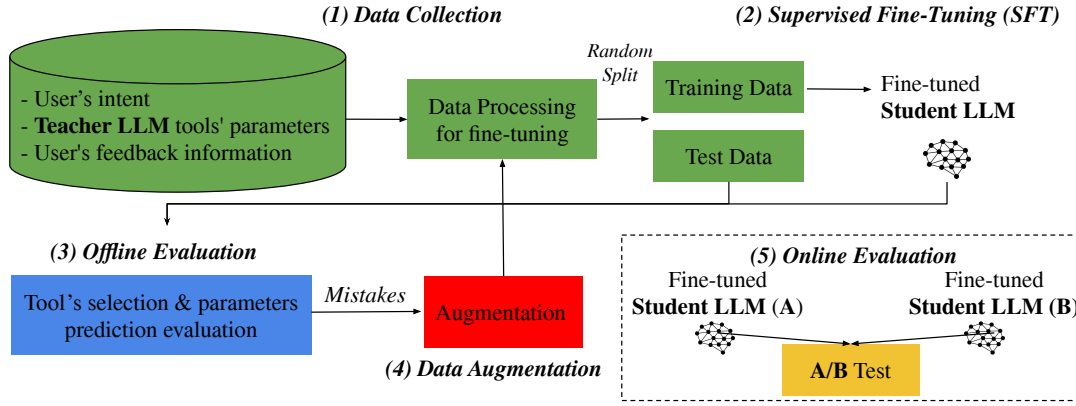 (1) Data Collection
(2) Supervised Fine-Tuning (SFT)
- User's intent
- Teacher LLM tools' parameters
- User's feedback information
Data Processing
for fine-tuning
Random
Split
Training Data
Test Data
Fine-tuned
Student LLM
(3) Offline Evaluation
Tool's selection & parameters
prediction evaluation
Mistakes
Augmentation
(4) Data Augmentation
(5) Online Evaluation
Fine-tuned
Student LLM (A)
Fine-tuned
Student LLM (B)
A/B Test